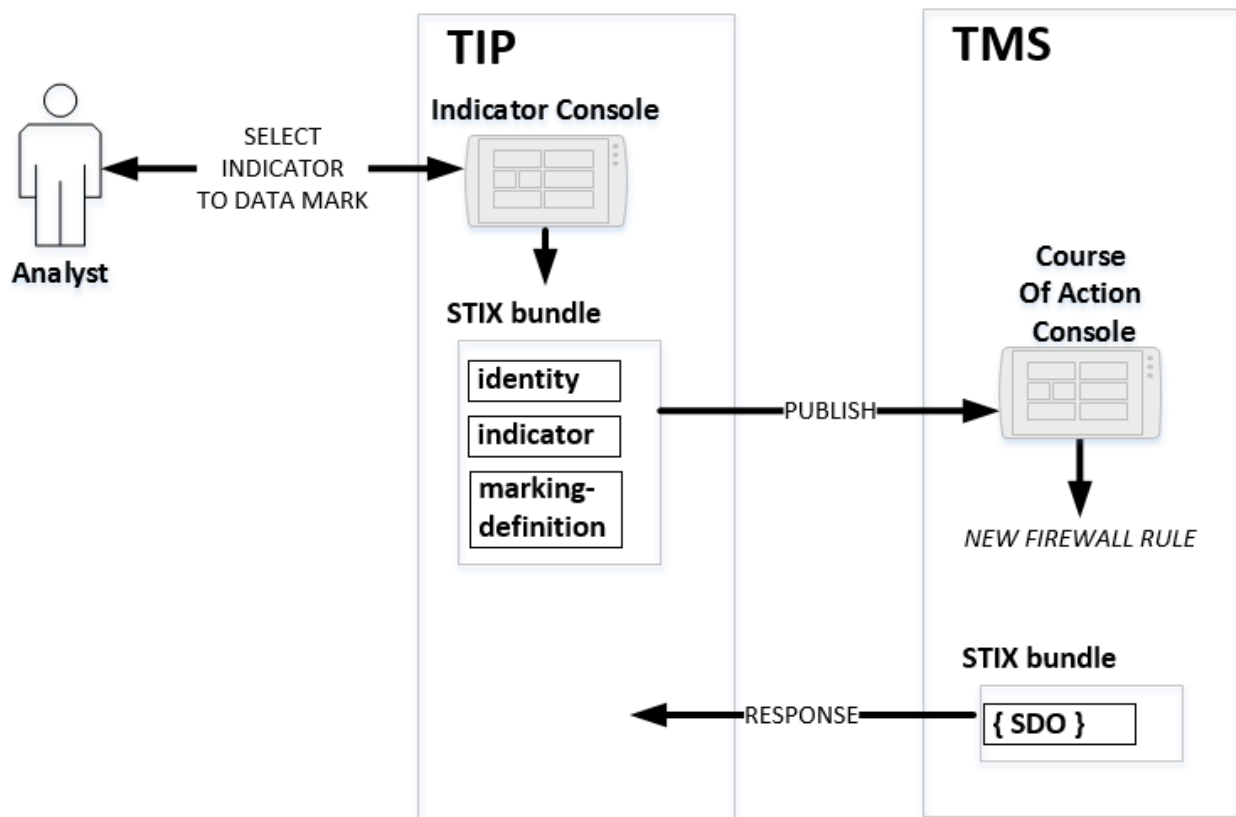 TIP
TMS
Indicator Console
SELECT
INDICATOR
TO DATA MARK
Analyst
STIX bundle
identity
indicator
marking-
definition
PUBLISH
Course
Of Action
Console
NEW FIREWALL RULE
STIX bundle
{ SDO }
RESPONSE